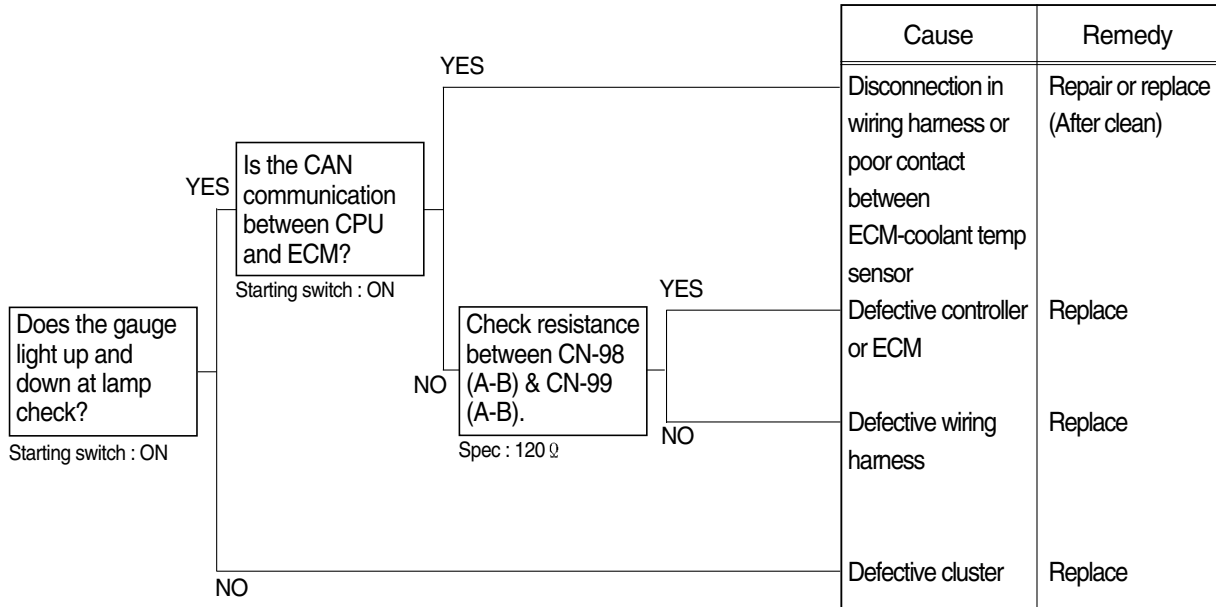 Cause
Remedy
YES
Disconnection in
wiring harness or
poor contact
between
ECM-coolant temp
sensor
Repair or replace
(After clean)
YES
Is the CAN
communication
between CPU
and ECM?
Starting switch : ON
YES
Does the gauge
light up and
down at lamp
check?
Starting switch : ON
NO
Check resistance
between CN-98
(A-B) & CN-99
(A-B).
Spec : 120 Ω
Defective controller
or ECM
Replace
NO
Defective wiring
harness
Replace
NO
Defective cluster
Replace